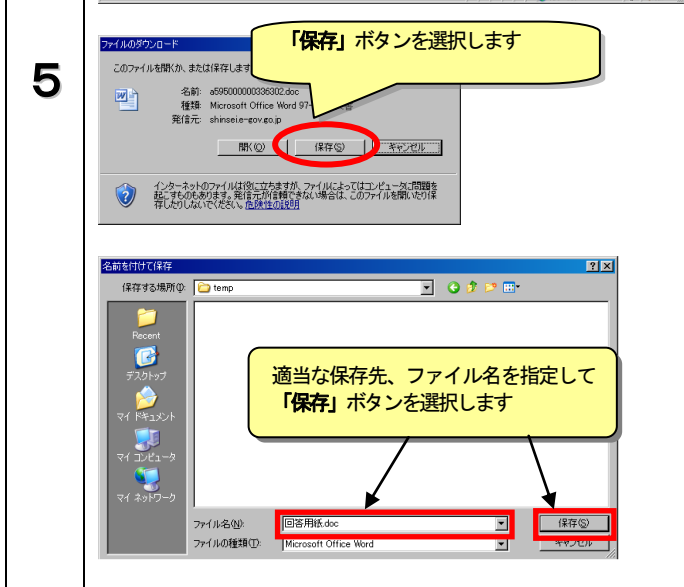 5
ファイルのダウンロード
「保存」ボタンを選択します
このファイルを開くか、または保存します
名前: a595000000336302.doc
種類: Microsoft Office Word 97-
発信元: shinsei.e-gov.go.jp
開く(O) 保存(S) キャンセル
インターネットのファイルは役に立ちますが、ファイルによってはコンピュータに問題を
起こすものもあります。発信元が信頼できない場合は、このファイルを開いたり保
存したりしないでください。危険性の説明
名前を付けて保存
保存する場所(I): temp
Recent
デスクトップ
マイ ドキュメント
マイ コンピュータ
マイ ネットワーク
適当な保存先、ファイル名を指定して
「保存」ボタンを選択します
ファイル名(N): 回答用紙.doc 保存(S)
ファイルの種類(T): Microsoft Office Word キャンセル